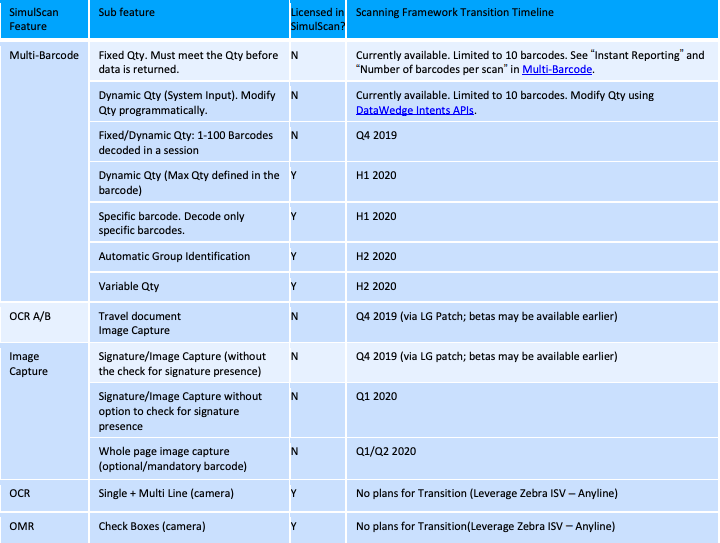 SimulScan Feature
Sub feature
Licensed in SimulScan?
Scanning Framework Transition Timeline
Multi-Barcode
Fixed Qty. Must meet the Qty before
data is returned.
N
Currently available. Limited to 10 barcodes. See “Instant Reporting” and
“Number of barcodes per scan” in Multi-Barcode.
Dynamic Qty (System Input). Modify
Qty programmatically.
N
Currently available. Limited to 10 barcodes. Modify Qty using
DataWedge Intents APIs.
Fixed/Dynamic Qty: 1-100 Barcodes
decoded in a session
N
Q4 2019
Dynamic Qty (Max Qty defined in the
barcode)
Y
H1 2020
Specific barcode. Decode only
specific barcodes.
Y
H1 2020
Automatic Group Identification
Y
H2 2020
Variable Qty
Y
H2 2020
OCR A/B
Travel document
Image Capture
N
Q4 2019 (via LG Patch; betas may be available earlier)
Image
Capture
Signature/Image Capture (without
the check for signature presence)
N
Q4 2019 (via LG patch; betas may be available earlier)
Signature/Image Capture without
option to check for signature
presence
N
Q1 2020
Whole page image capture
(optional/mandatory barcode)
N
Q1/Q2 2020
OCR
Single + Multi Line (camera)
Y
No plans for Transition (Leverage Zebra ISV – Anyline)
OMR
Check Boxes (camera)
Y
No plans for Transition(Leverage Zebra ISV – Anyline)